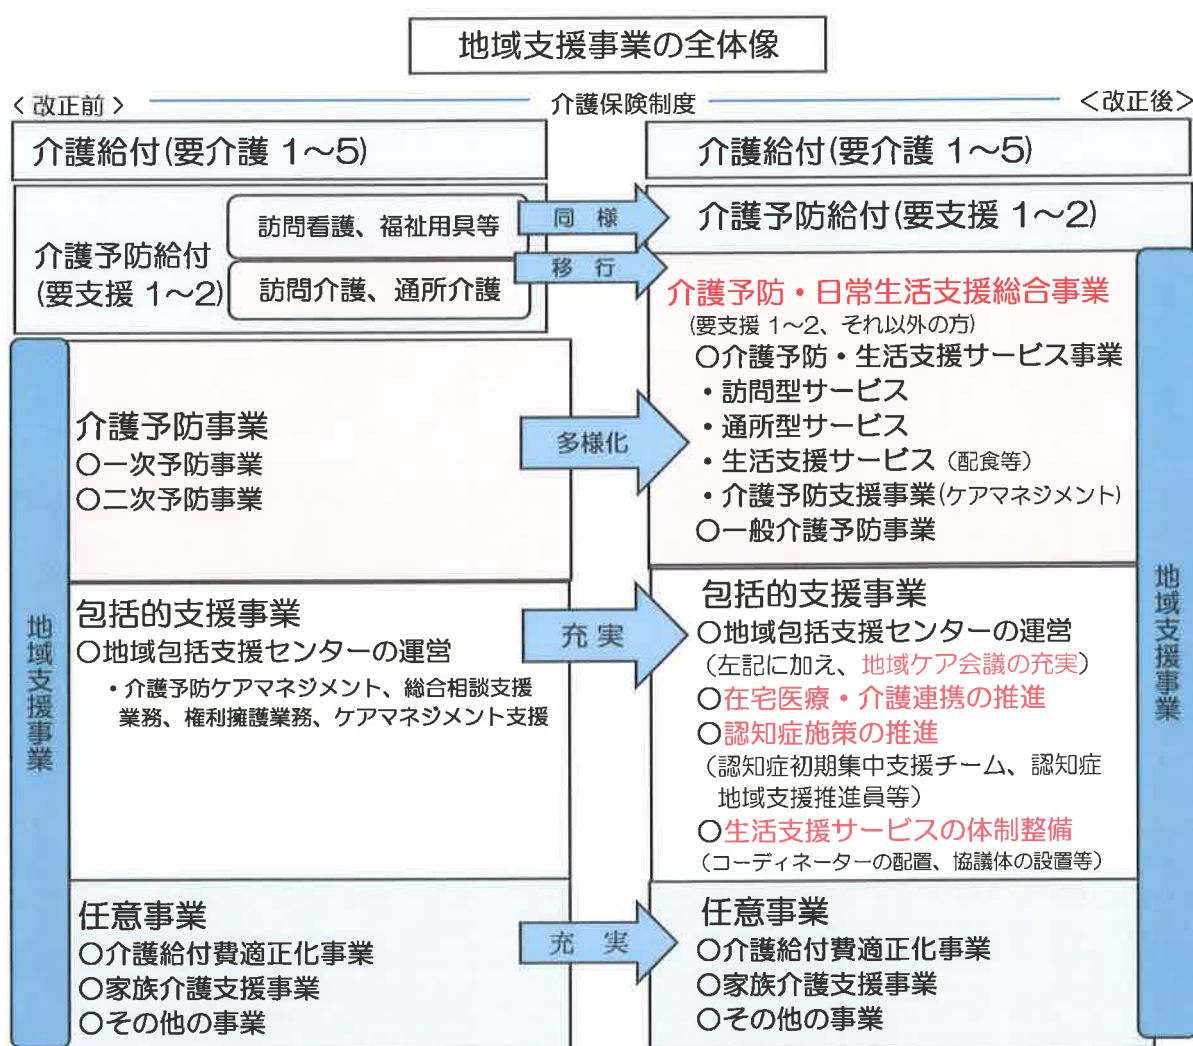 地域支援事業の全体像
<改正前>
介護保険制度
<改正後>
介護給付(要介護 1～5)
介護予防給付
(要支援 1～2)
訪問看護、福祉用具等
訪問介護、通所介護
地域支援事業
介護予防事業
○一次予防事業
○二次予防事業
包括的支援事業
○地域包括支援センターの運営
・介護予防ケアマネジメント、総合相談支援
業務、権利擁護業務、ケアマネジメント支援
任意事業
○介護給付費適正化事業
○家族介護支援事業
○その他の事業
同 様
移 行
多様化
充 実
充 実
介護給付(要介護 1～5)
介護予防給付(要支援 1～2)
介護予防・日常生活支援総合事業
(要支援 1～2、それ以外の方)
○介護予防・生活支援サービス事業
・訪問型サービス
・通所型サービス
・生活支援サービス（配食等）
・介護予防支援事業(ケアマネジメント)
○一般介護予防事業
包括的支援事業
○地域包括支援センターの運営
（左記に加え、地域ケア会議の充実）
○在宅医療・介護連携の推進
○認知症施策の推進
（認知症初期集中支援チーム、認知症
地域支援推進員等）
○生活支援サービスの体制整備
（コーディネーターの配置、協議体の設置等）
任意事業
○介護給付費適正化事業
○家族介護支援事業
○その他の事業
地域支援事業